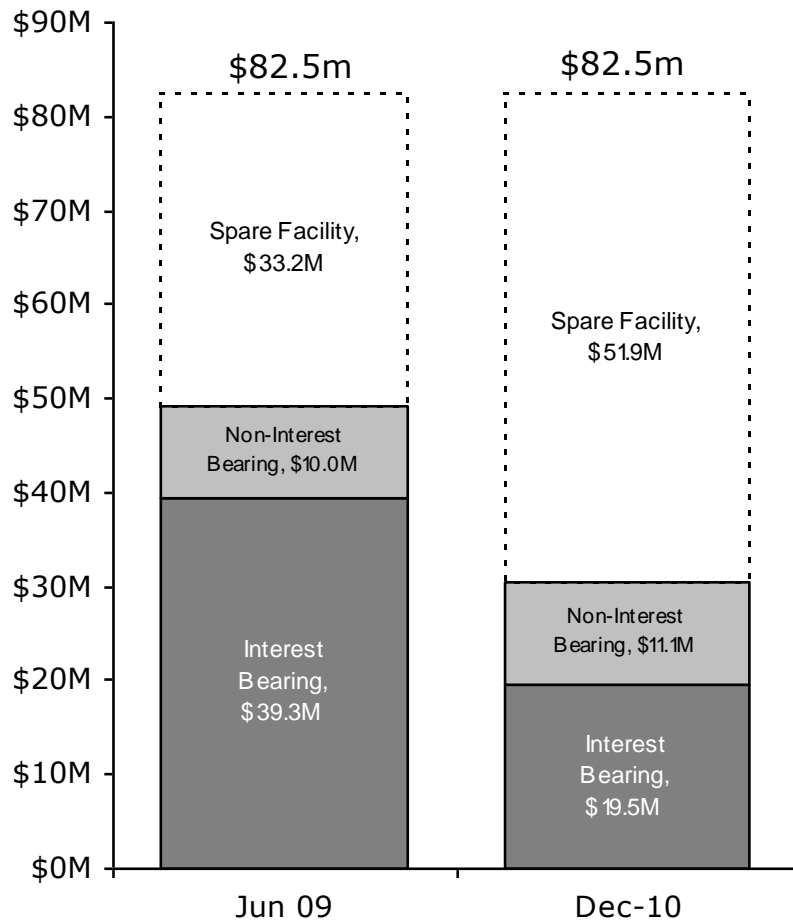 $90M
$80M
$70M
$60M
$50M
$40M
$30M
$20M
$10M
$0M
$82.5m
Spare Facility,
$33.2M
Non-Interest
Bearing, $10.0M
Interest
Bearing,
$39.3M
Jun 09
$82.5m
Spare Facility,
$51.9M
Non-Interest
Bearing, $11.1M
Interest
Bearing,
$19.5M
Dec-10